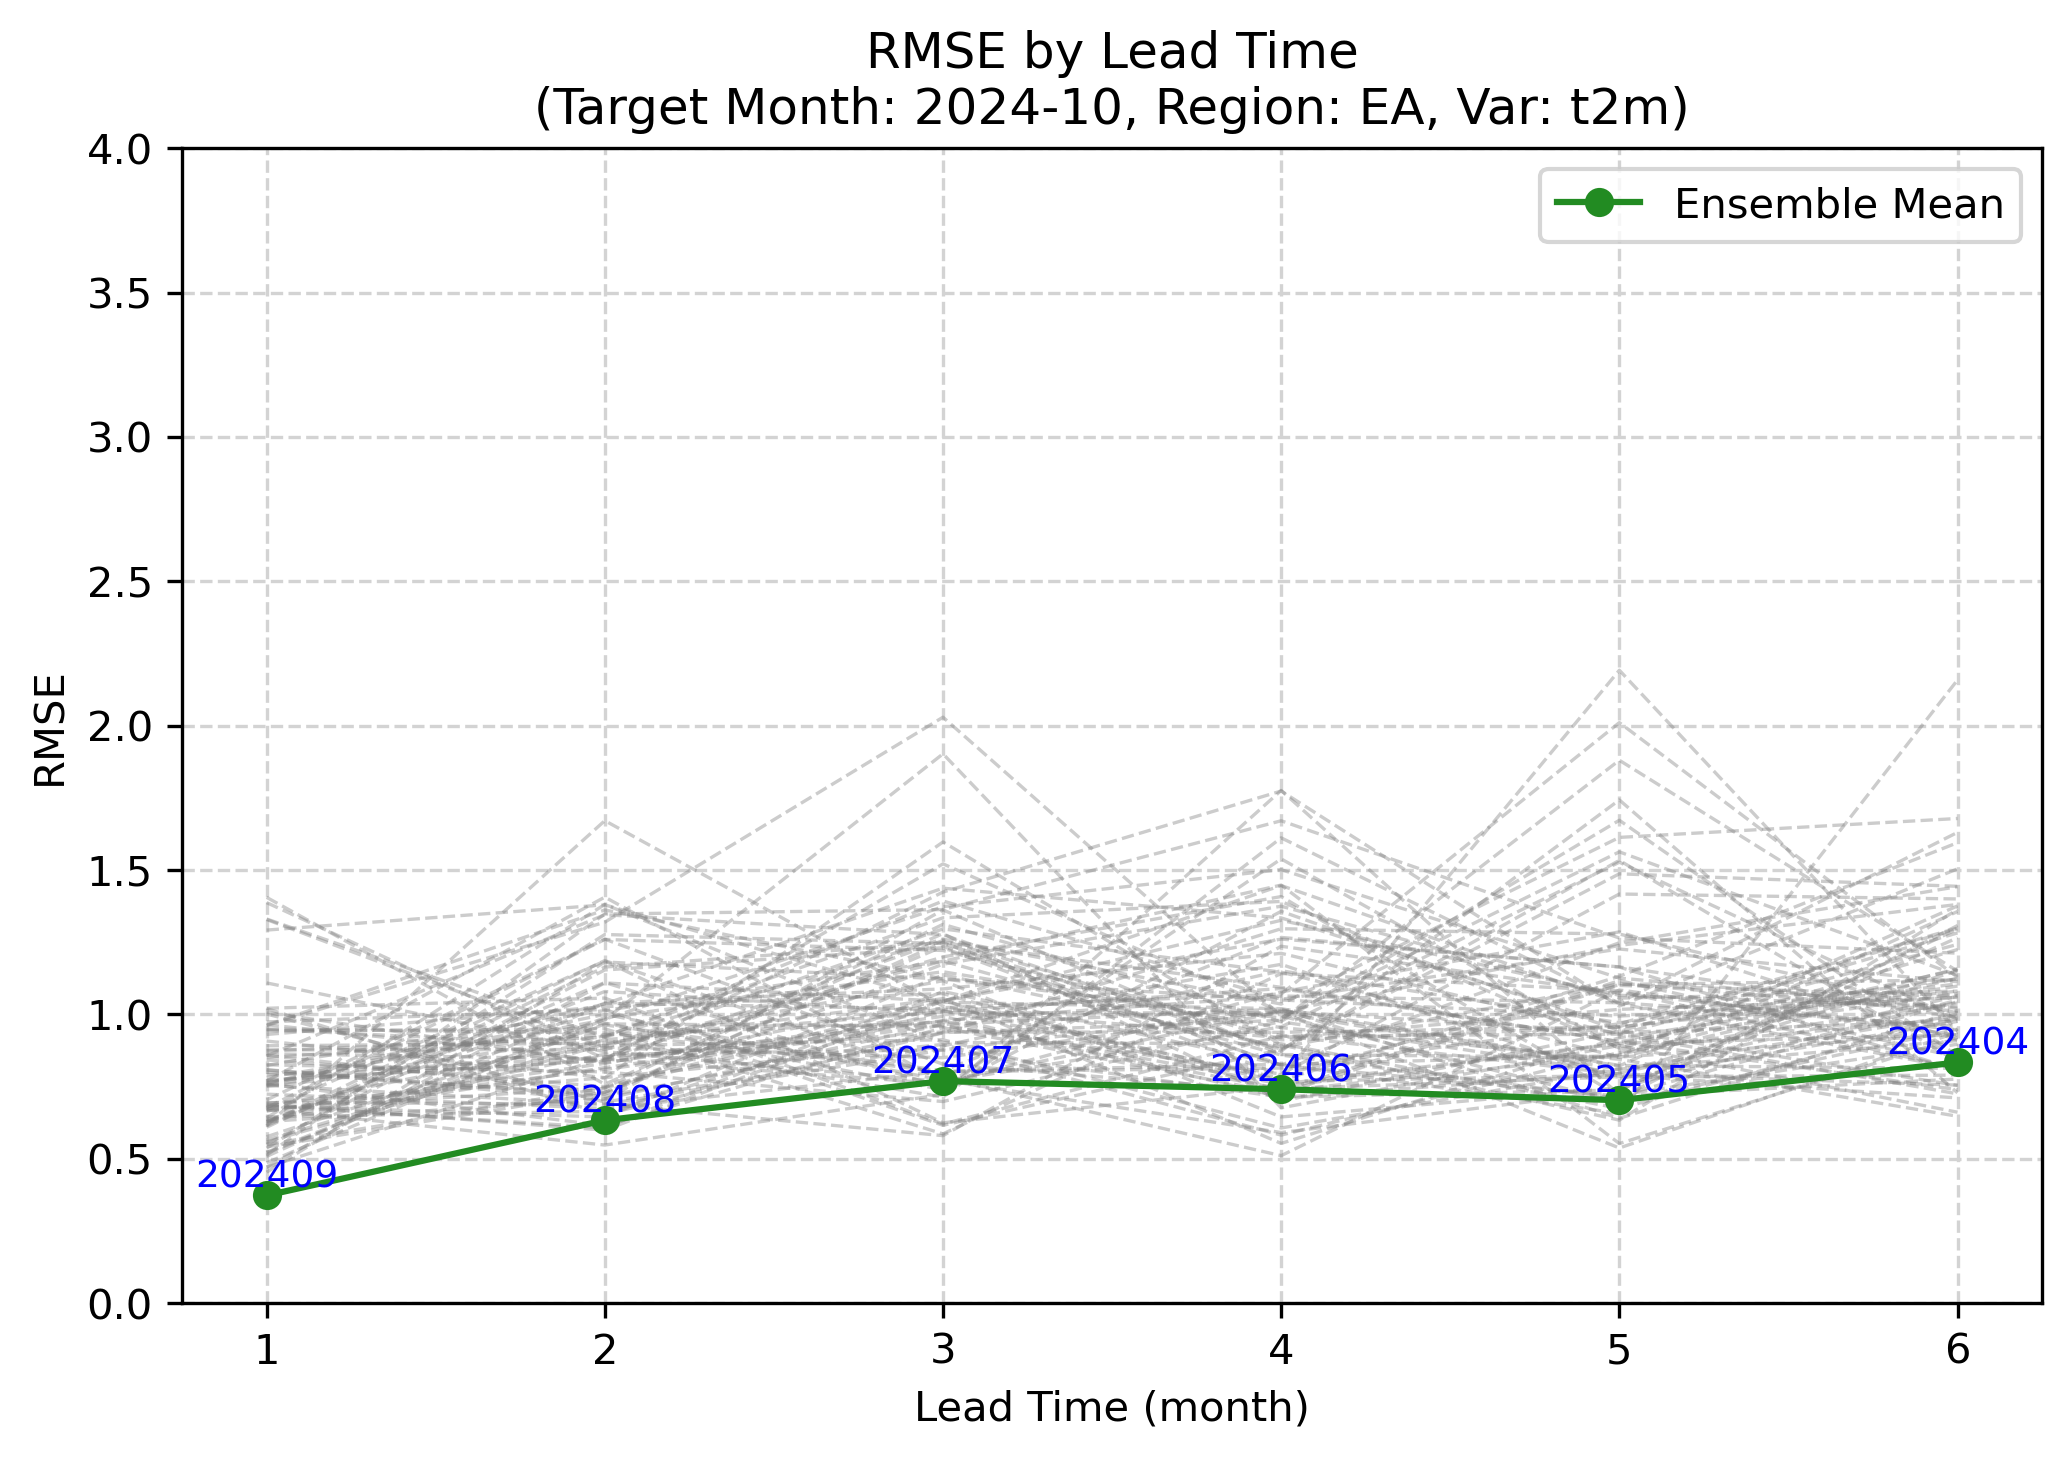 RMSE by Lead Time
(Target Month: 2024-10, Region: EA, Var: t2m)
4.0
3.5
3.0
2.5
2.0
1.5
1.0
0.5
0.0
RMSE
Ensemble Mean
202409
202408
202407
202406
202405
202404
1 2 3 4 5 6
Lead Time (month)